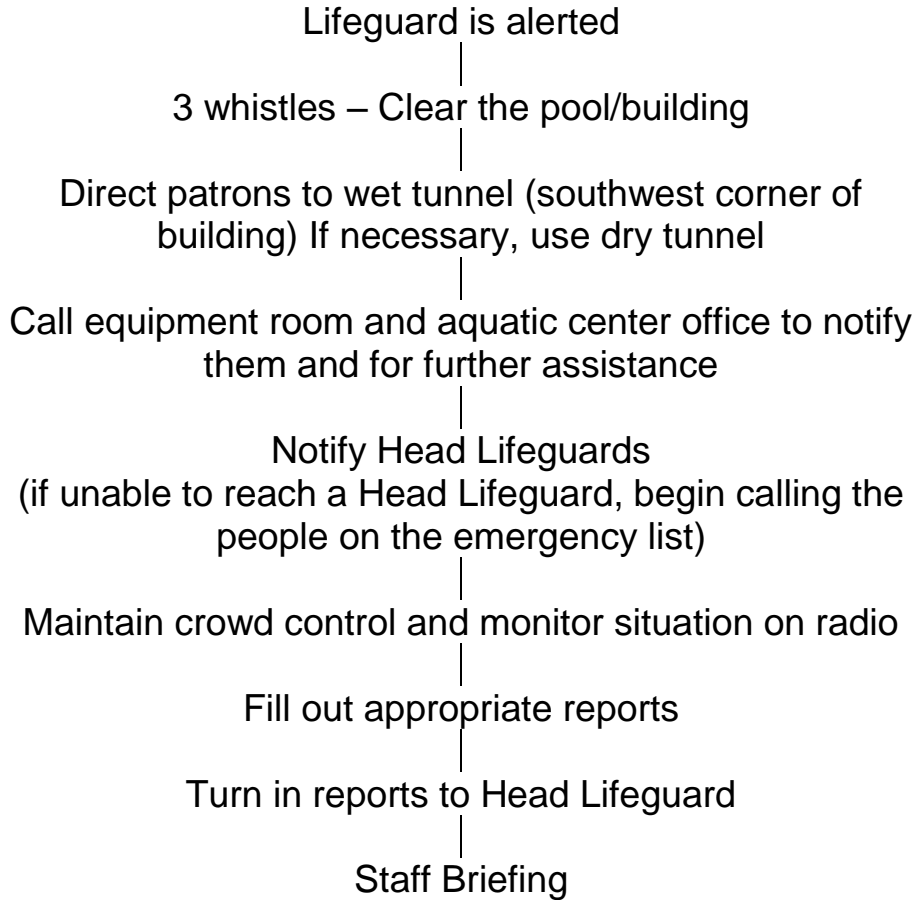 Lifeguard is alerted
3 whistles – Clear the pool/building
Direct patrons to wet tunnel (southwest corner of
building) If necessary, use dry tunnel
Call equipment room and aquatic center office to notify
them and for further assistance
Notify Head Lifeguards
(if unable to reach a Head Lifeguard, begin calling the
people on the emergency list)
Maintain crowd control and monitor situation on radio
Fill out appropriate reports
Turn in reports to Head Lifeguard
Staff Briefing